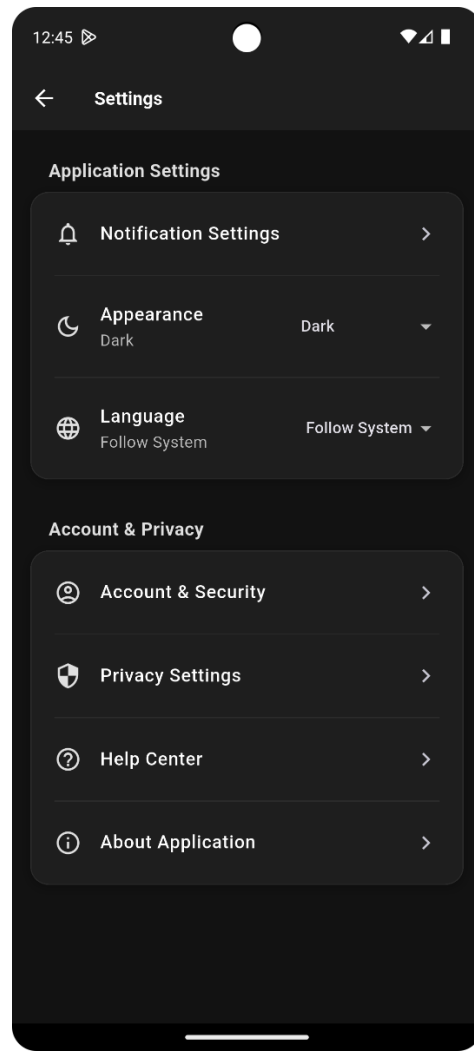 12:45
Settings
Application Settings
Notification Settings
Appearance
Dark
Dark
Language
Follow System
Follow System
Account & Privacy
Account & Security
Privacy Settings
Help Center
About Application